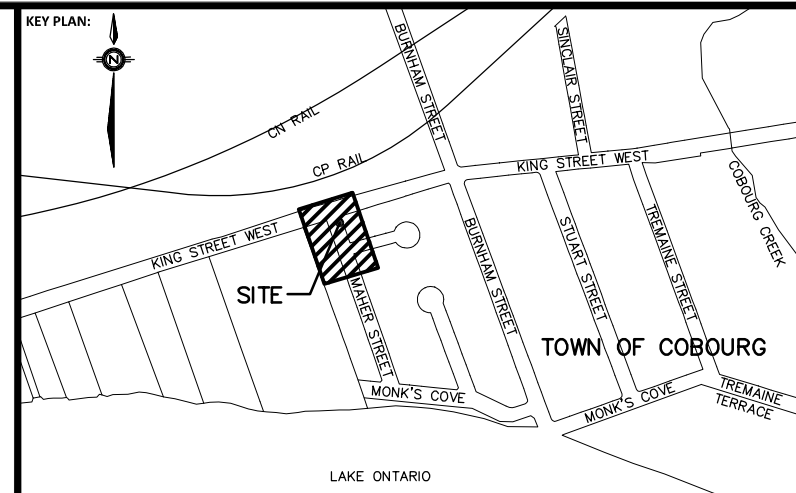 KEY PLAN:
N
BURNHAM STREET
SINCLAIR STREET
CN RAIL
CP RAIL
KING STREET WEST
COBOURG CREEK
KING STREET WEST
SITE
MAHER STREET
BURNHAM STREET
STUART STREET
TREMAINE STREET
TOWN OF COBOURG
MONK'S COVE
MONK'S COVE
TREMAINE
TERRACE
LAKE ONTARIO